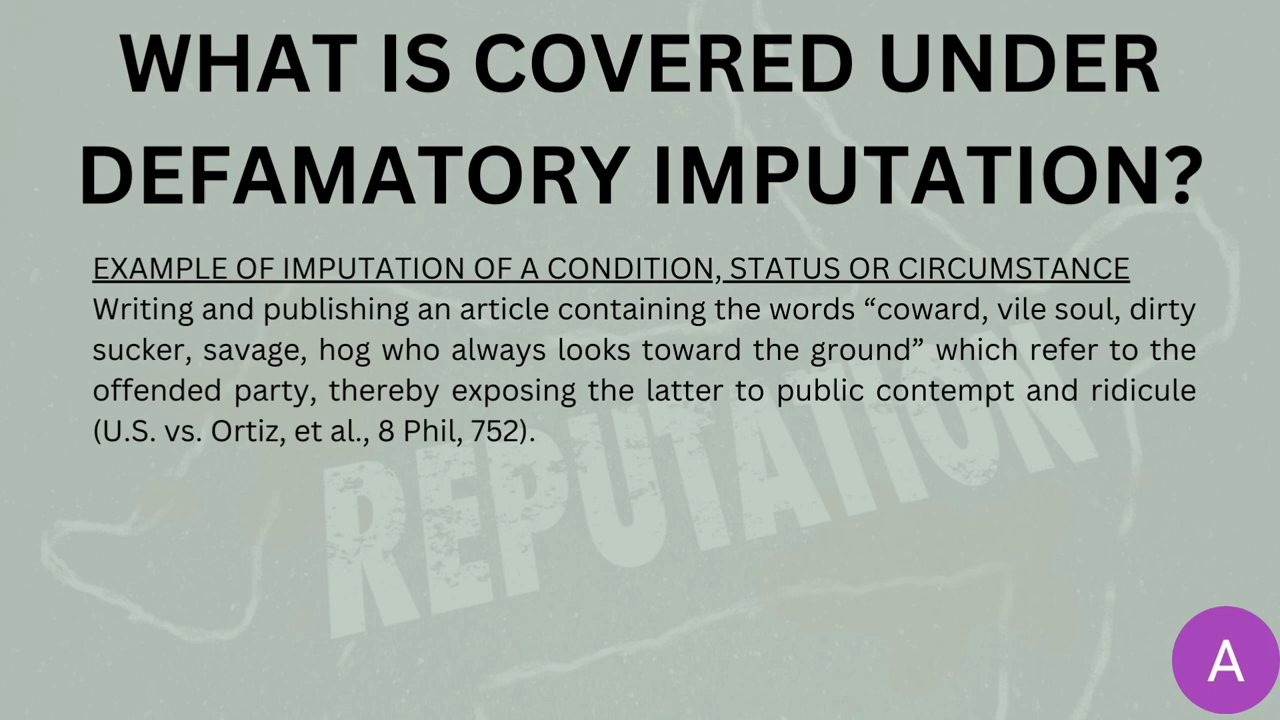 WHAT IS COVERED UNDER
DEFAMATORY IMPUTATION?
EXAMPLE OF IMPUTATION OF A CONDITION, STATUS OR CIRCUMSTANCE
Writing and publishing an article containing the words “coward, vile soul, dirty
sucker, savage, hog who always looks toward the ground” which refer to the
offended party, thereby exposing the latter to public contempt and ridicule
(U.S. vs. Ortiz, et al., 8 Phil, 752).
REPUTATION
A